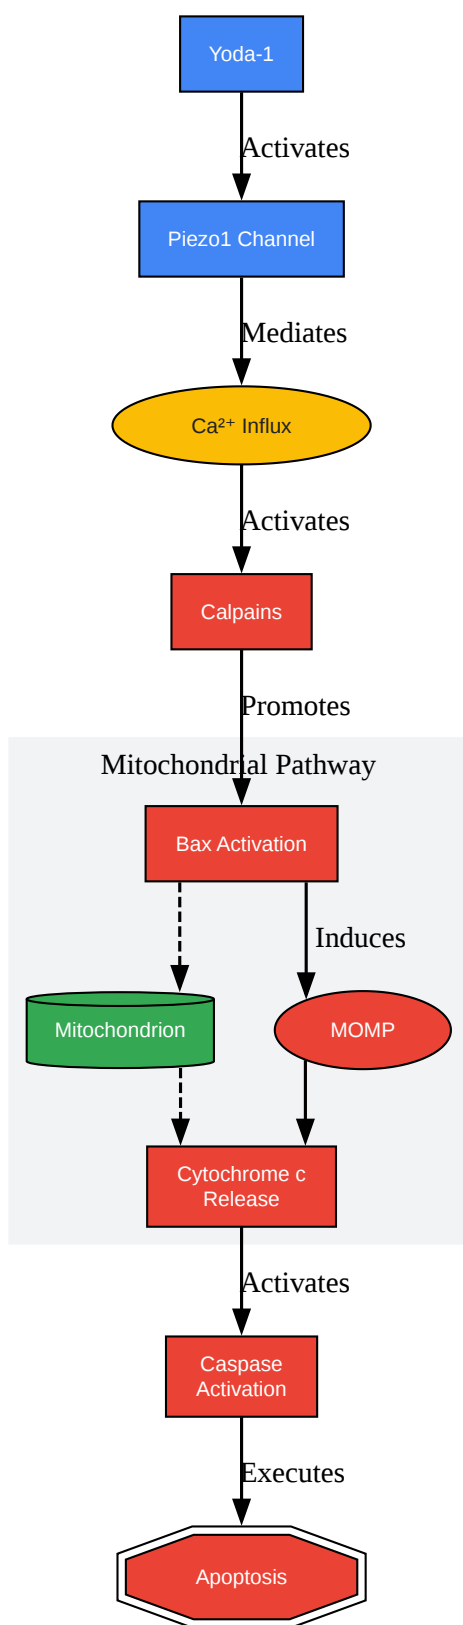 Yoda-1
Activates
Piezo1 Channel
Mediates
Ca²⁺ Influx
Activates
Calpains
Promotes
Mitochondrial Pathway
Bax Activation
Induces
Mitochondrion
MOMP
Cytochrome c
Release
Activates
Caspase
Activation
Executes
Apoptosis